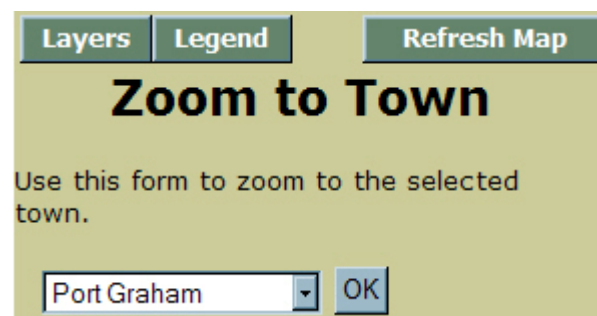 Layers Legend Refresh Map
Zoom to Town
Use this form to zoom to the selected
town.
Port Graham OK